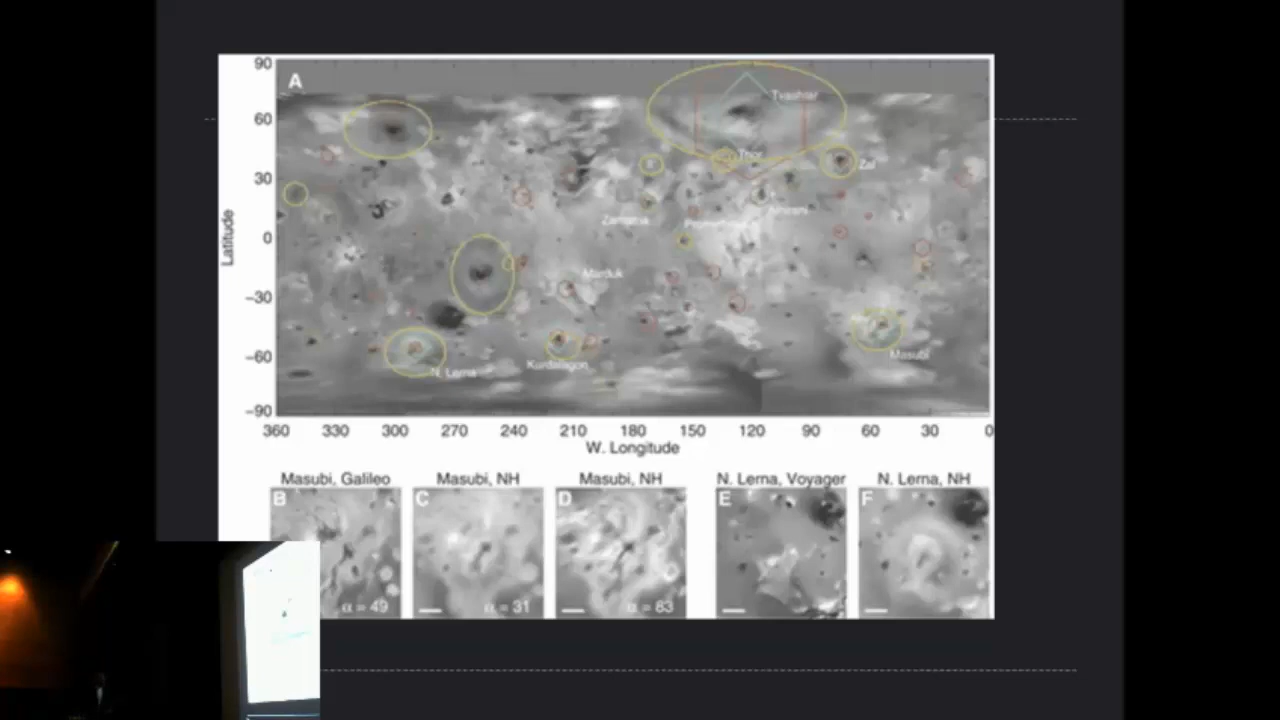 A
90
60
30
0
−30
−60
−90
Latitude
Tvashtar
Thor
Zal
Zamama
Amirani
Marduk
Masubi
Kurdalagon
N. Lerna
360 330 300 270 240 210 180 150 120 90 60 30 0
W. Longitude
Masubi, Galileo Masubi, NH Masubi, NH N. Lerna, Voyager N. Lerna, NH
B C D E F
α = 49 α = 31 α = 83